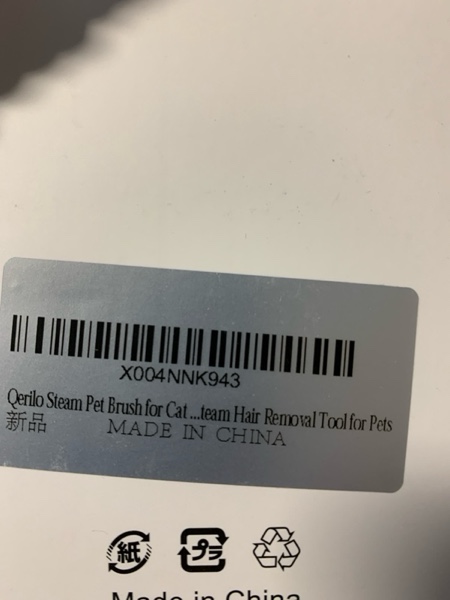 X004NNK943
Qerilo Steam Pet Brush for Cat ...team Hair Removal Tool for Pets
新品 MADE IN CHINA
紙 プラ
Made in China